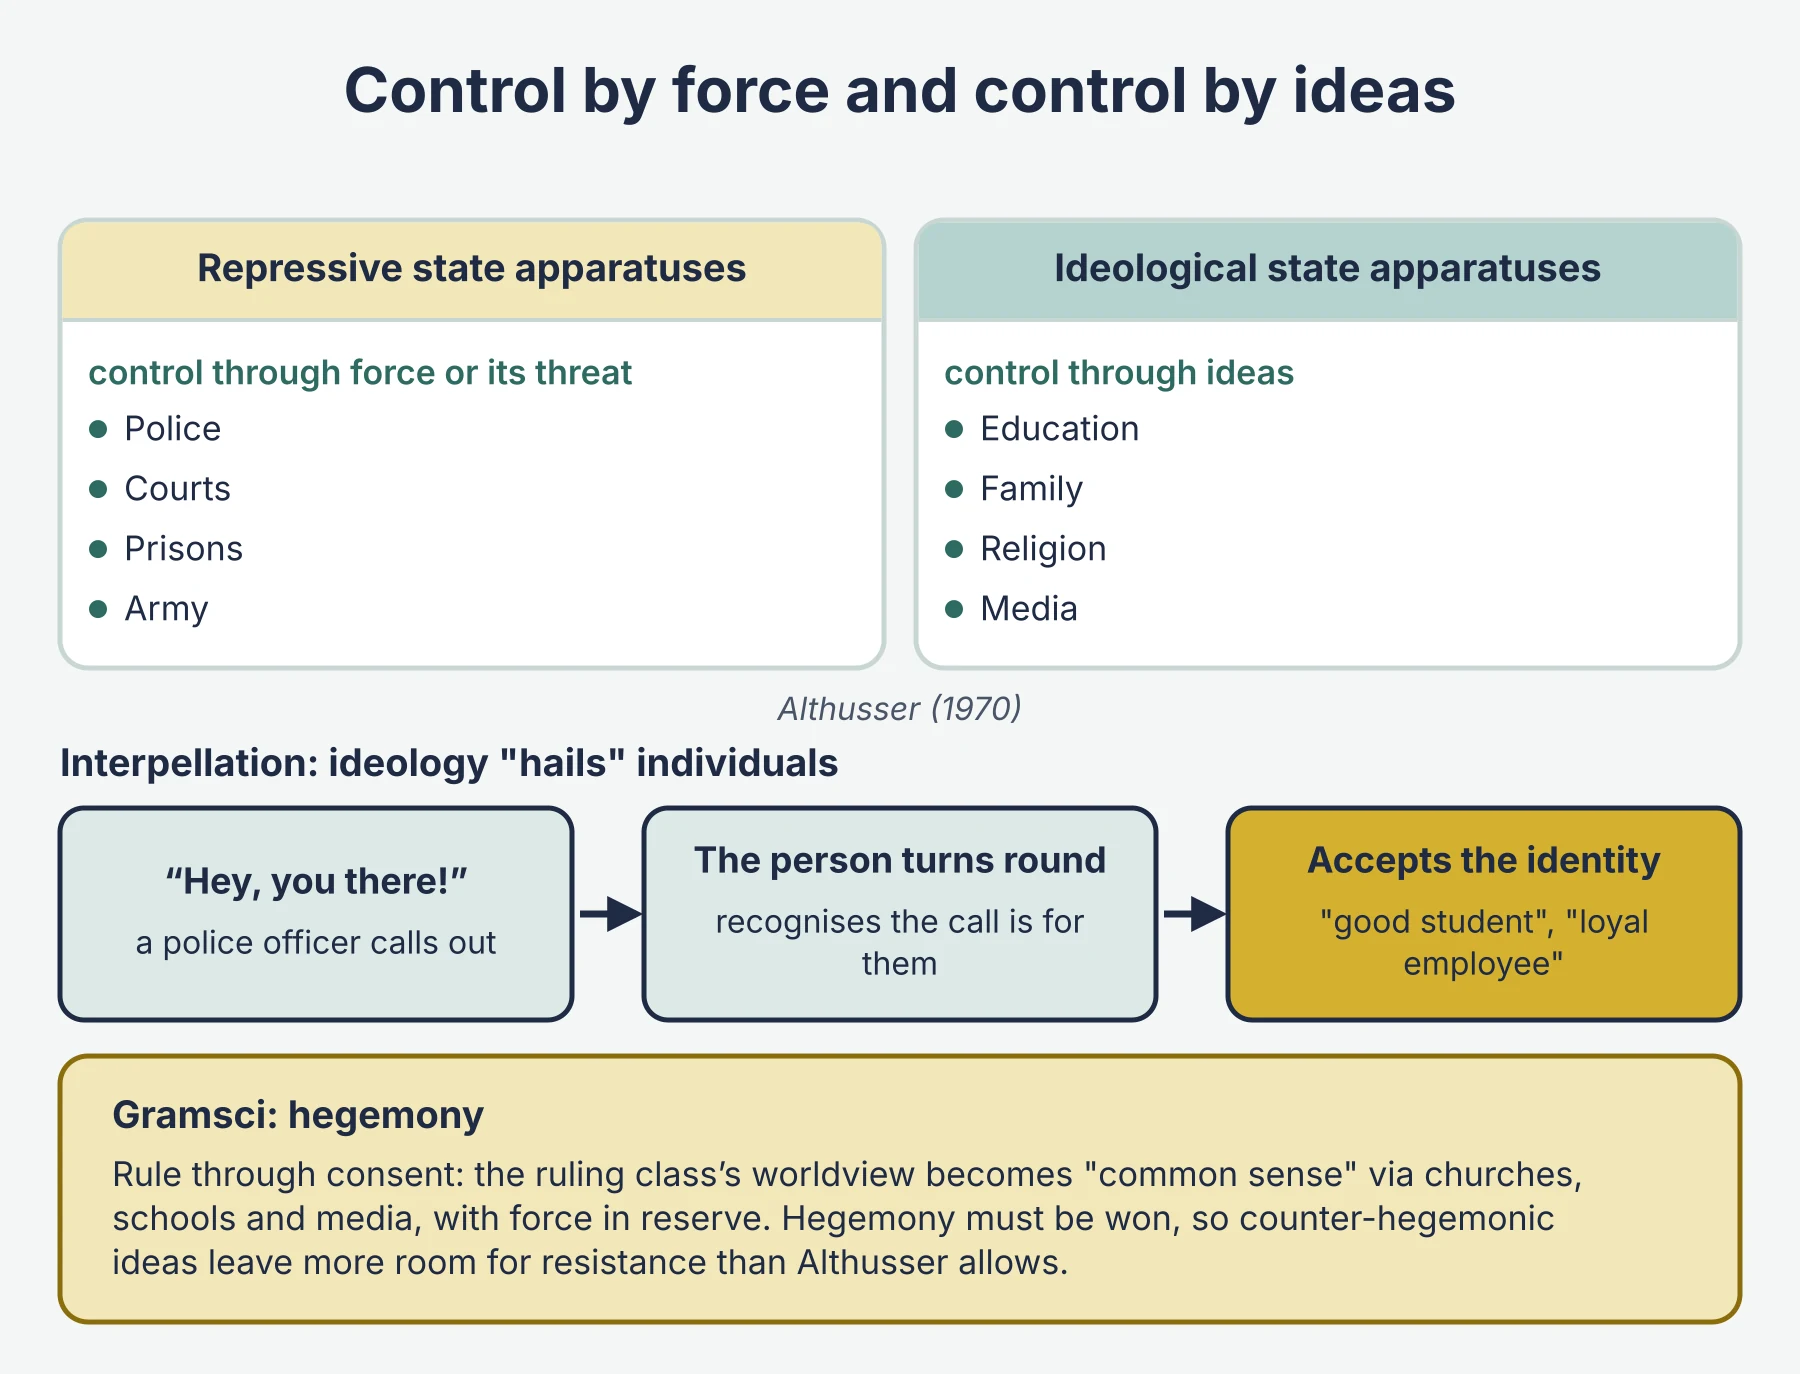 Control by force and control by ideas
Repressive state apparatuses
control through force or its threat
Police
Courts
Prisons
Army
Ideological state apparatuses
control through ideas
Education
Family
Religion
Media
Althusser (1970)
Interpellation: ideology "hails" individuals
“Hey, you there!”
a police officer calls out
The person turns round
recognises the call is for
them
Accepts the identity
"good student", "loyal
employee"
Gramsci: hegemony
Rule through consent: the ruling class’s worldview becomes "common sense" via churches,
schools and media, with force in reserve. Hegemony must be won, so counter-hegemonic
ideas leave more room for resistance than Althusser allows.